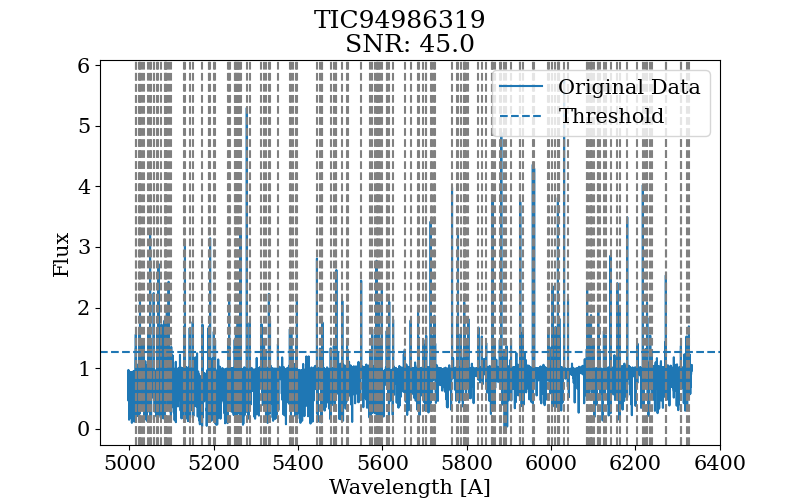 TIC94986319
SNR: 45.0
Original Data
Threshold
6
5
4
3
2
1
0
Flux
5000 5200 5400 5600 5800 6000 6200 6400
Wavelength [A]